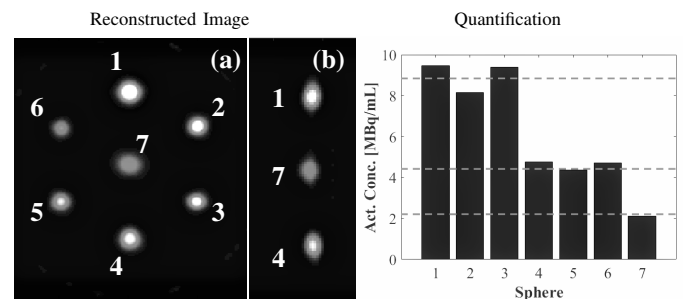 Reconstructed Image
Quantification
(a)
1
6
2
7
5
3
4
(b)
1
7
4
Act. Conc. [MBq/mL]
10
8
6
4
2
0
1 2 3 4 5 6 7
Sphere